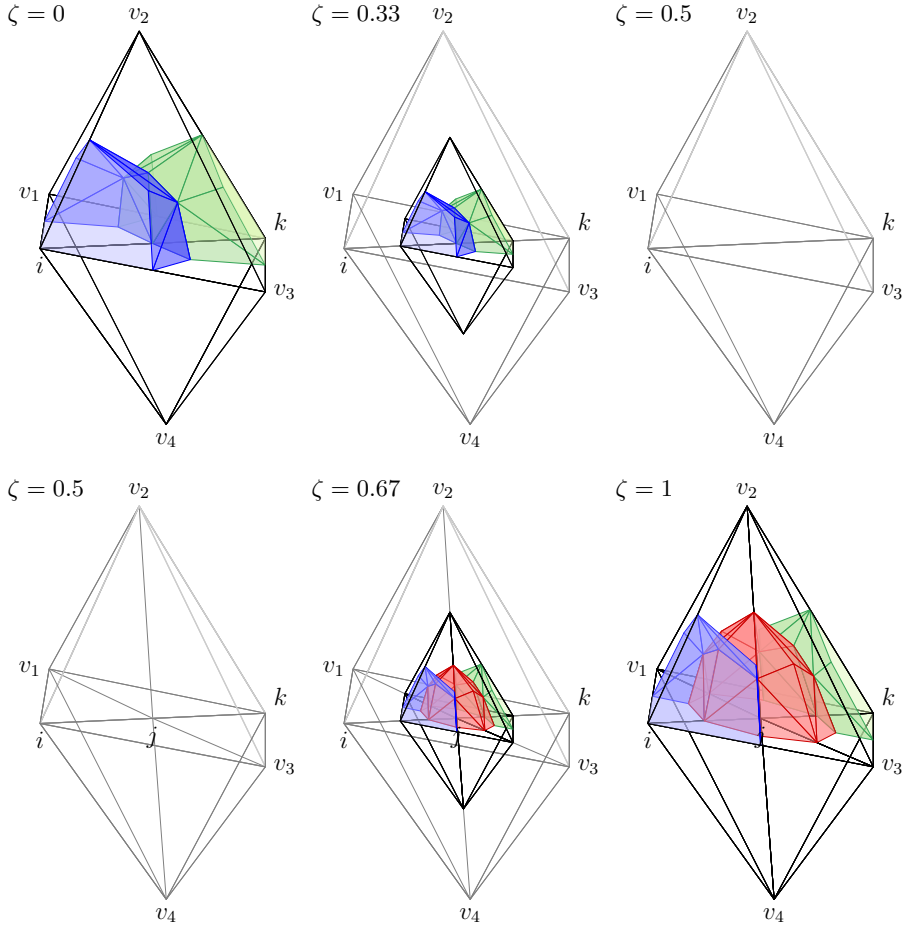 ζ = 0
v₂
v₁
k
i
v₃
v₄
ζ = 0.33
v₂
v₁
k
i
v₃
v₄
ζ = 0.5
v₂
v₁
k
i
v₃
v₄
ζ = 0.5
v₂
v₁
k
i
j
v₃
v₄
ζ = 0.67
v₂
v₁
k
i
j
v₃
v₄
ζ = 1
v₂
v₁
k
i
j
v₃
v₄